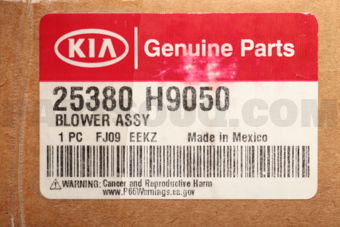 KIA Genuine Parts
25380 H9050
BLOWER ASSY
1 PC FJ09 EEKZ Made in Mexico
⚠WARNING: Cancer and Reproductive Harm
www.P65Warnings.ca.gov